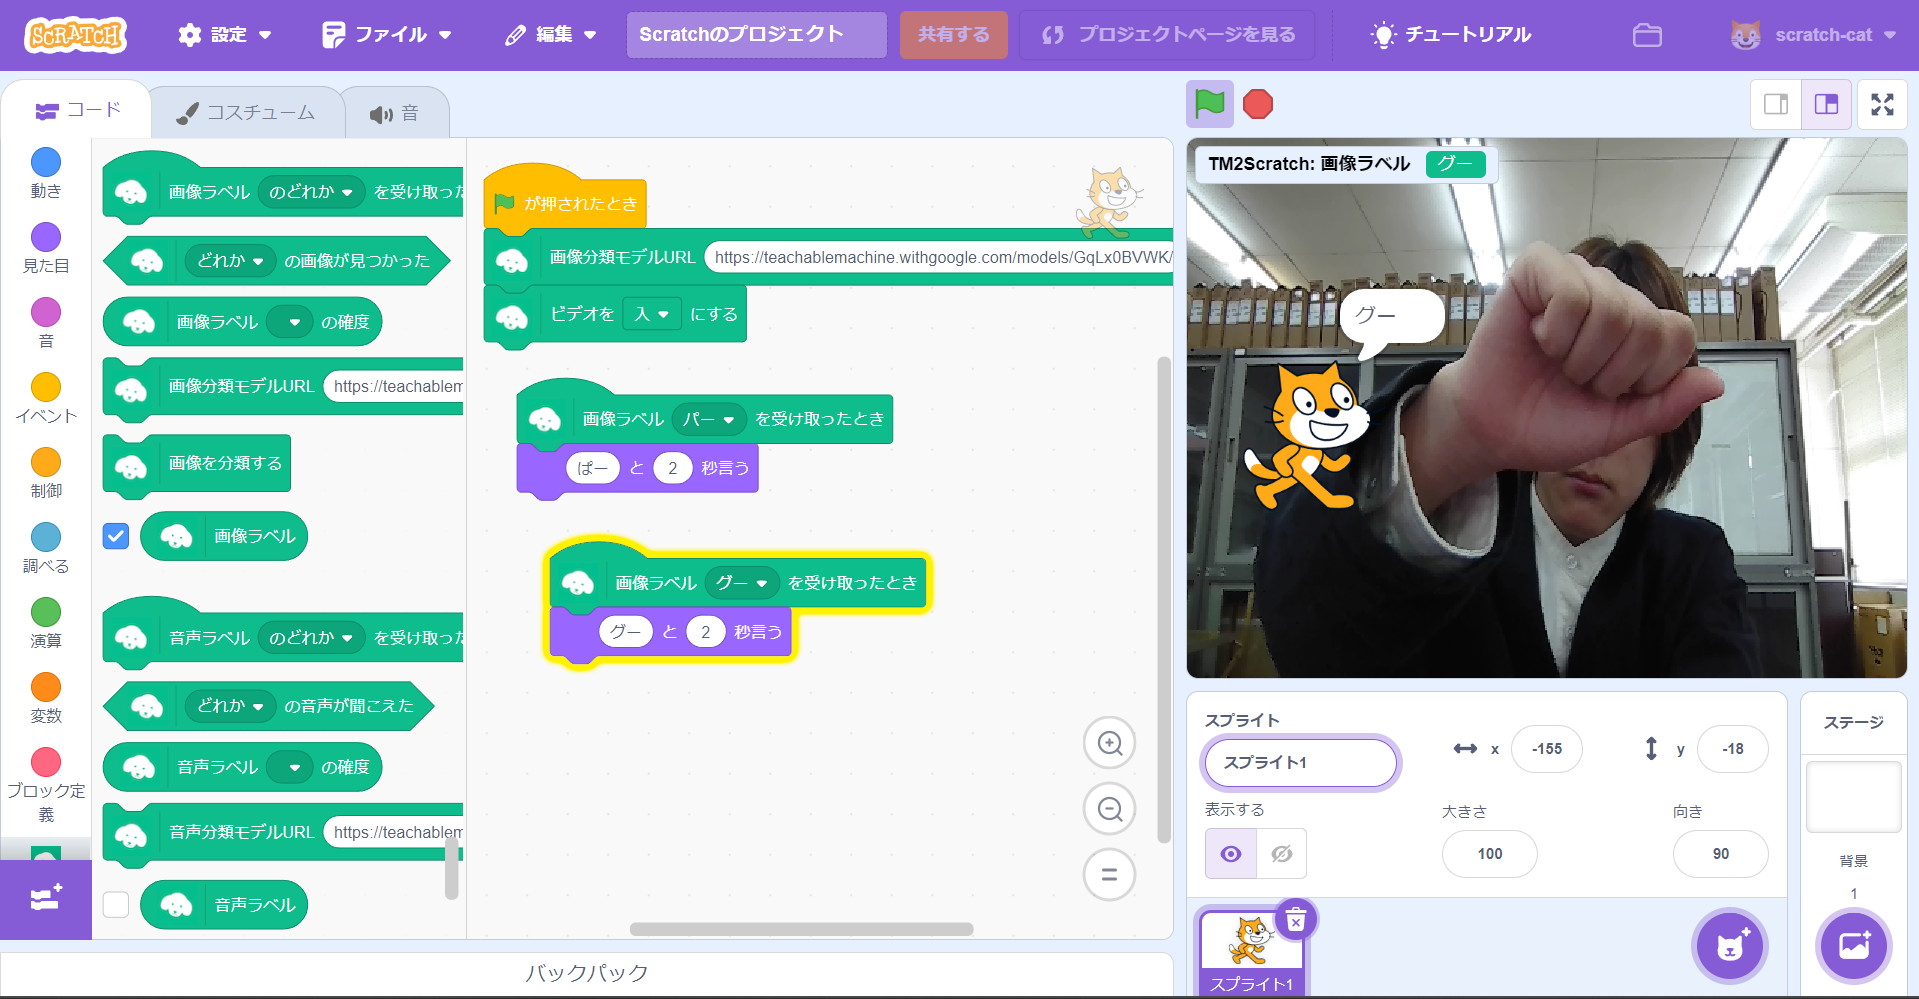 SCRATCH
設定
ファイル
編集
Scratchのプロジェクト
共有する
プロジェクトページを見る
チュートリアル
scratch-cat
コード
コスチューム
音
動き
見た目
音
イベント
制御
調べる
演算
変数
ブロック定
義
画像ラベル のどれか を受け取った
どれか の画像が見つかった
画像ラベル の確度
画像分類モデルURL https://teachablem
画像を分類する
画像ラベル
音声ラベル のどれか を受け取った
どれか の音声が聞こえた
音声ラベル の確度
音声分類モデルURL https://teachablem
音声ラベル
が押されたとき
画像分類モデルURL https://teachablemachine.withgoogle.com/models/GqLx0BVWK/
ビデオを 入 にする
画像ラベル パー を受け取ったとき
ぱー と 2 秒言う
画像ラベル グー を受け取ったとき
グー と 2 秒言う
バックパック
TM2Scratch: 画像ラベル グー
グー
スプライト
スプライト1
x -155
y -18
表示する
大きさ
向き
100
90
スプライト1
ステージ
背景
1